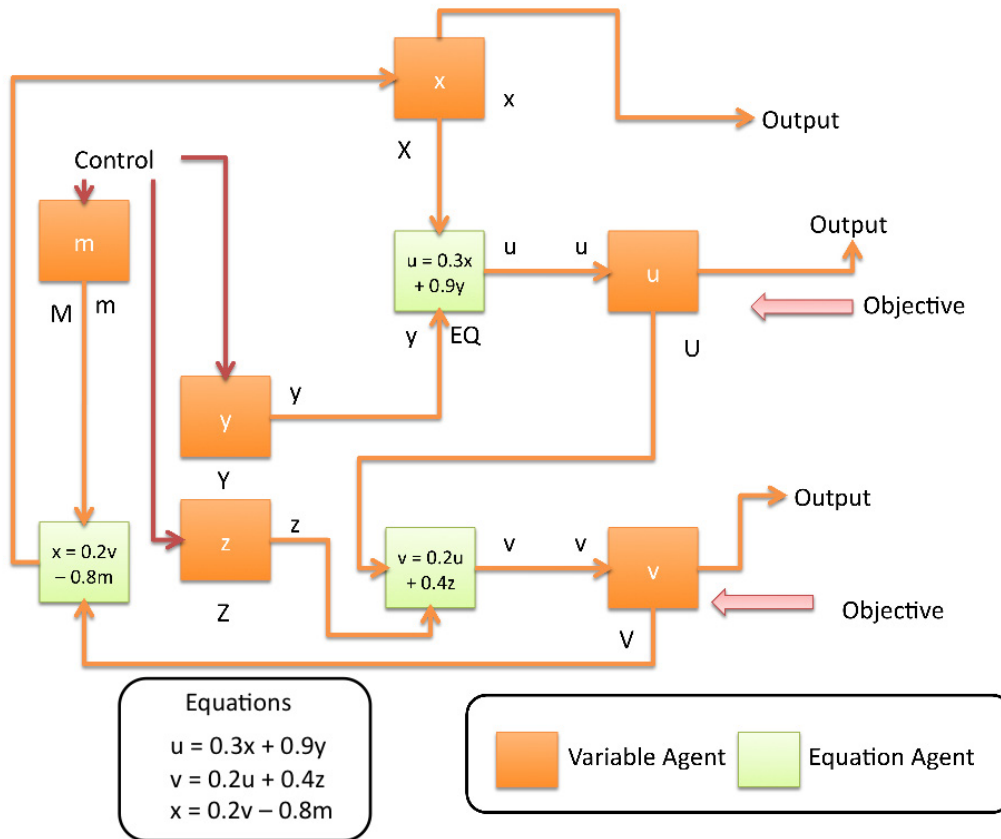 x
x
Output
Control
X
m
Output
u = 0.3x
+ 0.9y
u
u
u
M
m
Objective
y
EQ
U
y
y
Y
Output
z
z
x = 0.2v
– 0.8m
v = 0.2u
+ 0.4z
v
v
v
Z
V
Objective
Equations
u = 0.3x + 0.9y
v = 0.2u + 0.4z
x = 0.2v – 0.8m
Variable Agent
Equation Agent